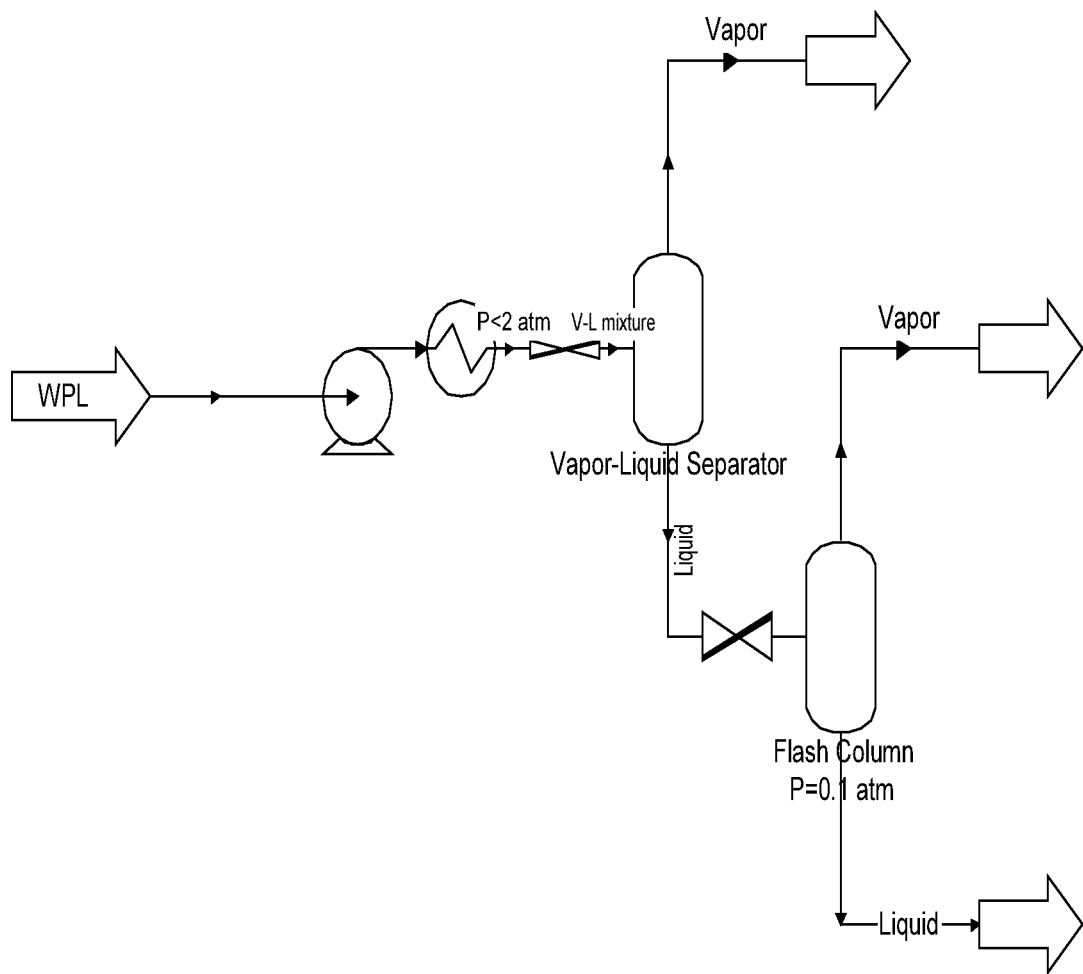 Vapor
Vapor
P<2 atm
V-L mixture
WPL
Vapor-Liquid Separator
Liquid
Flash Column
P=0.1 atm
Liquid